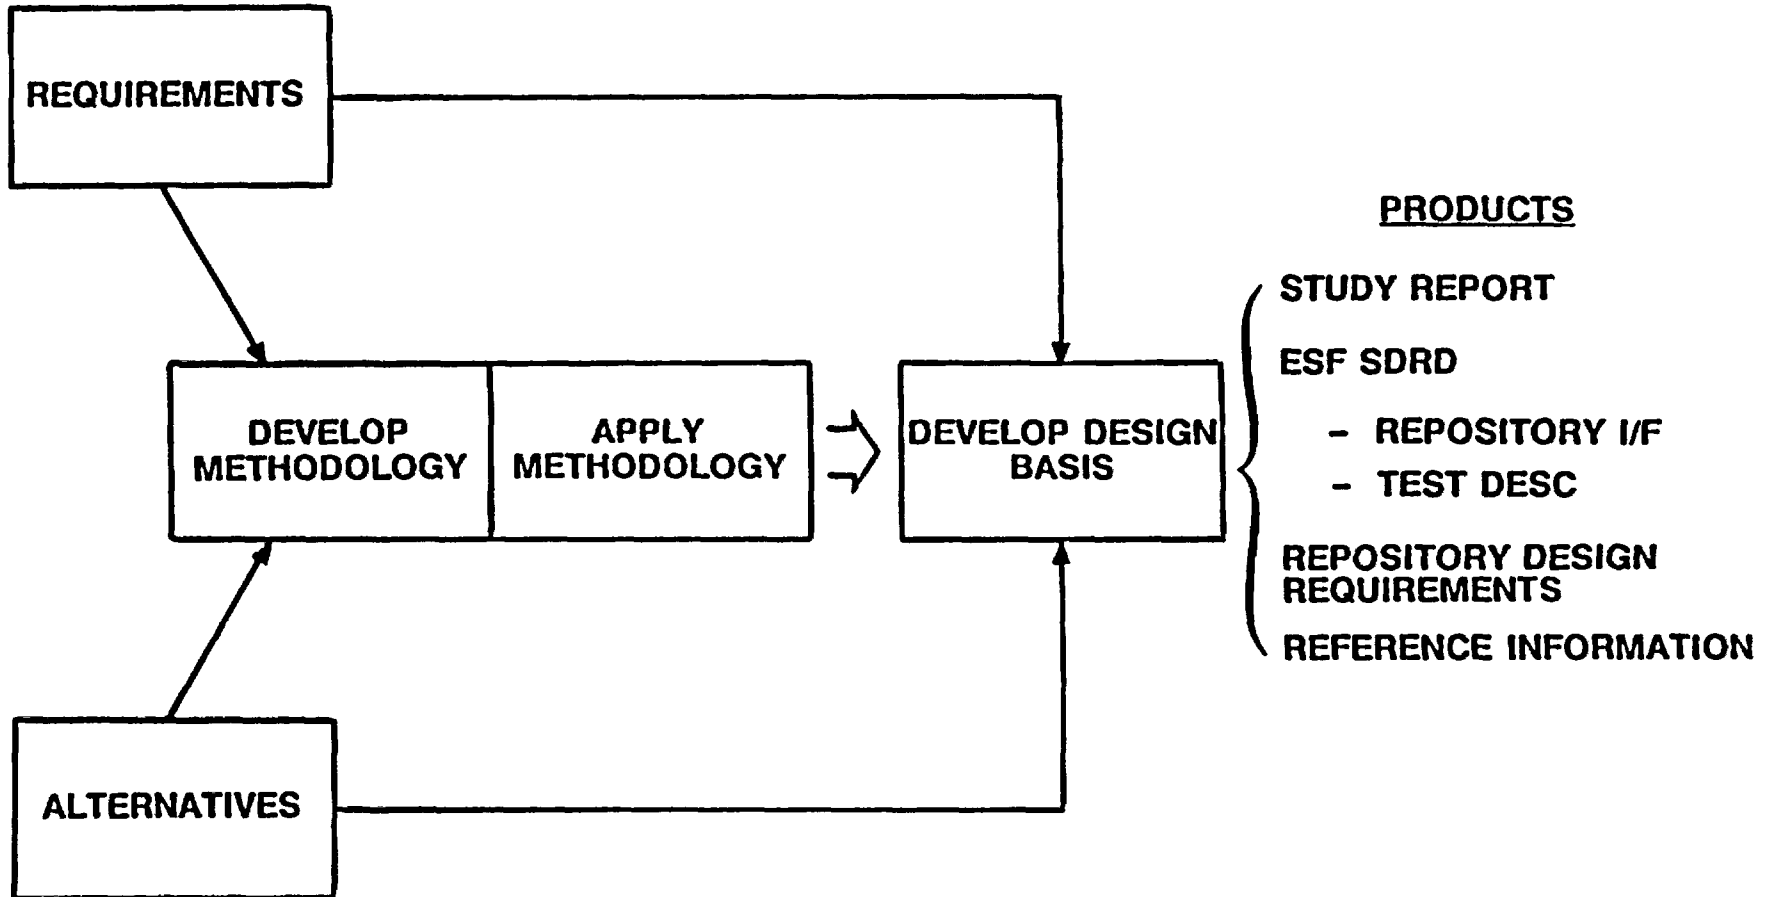 REQUIREMENTS
PRODUCTS
STUDY REPORT
ESF SDRD
- REPOSITORY I/F
- TEST DESC
REPOSITORY DESIGN
REQUIREMENTS
REFERENCE INFORMATION
DEVELOP
METHODOLOGY
APPLY
METHODOLOGY
DEVELOP DESIGN
BASIS
ALTERNATIVES